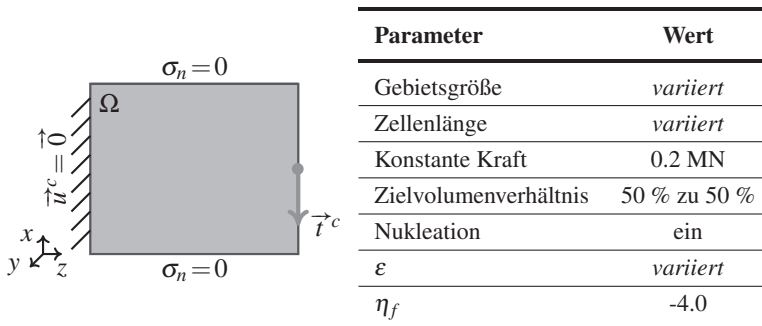 σₙ = 0
Ω
u⃗ᶜ = 0⃗
t⃗ᶜ
x
y
z
σₙ = 0
Parameter Wert
Gebietsgröße variiert
Zellenlänge variiert
Konstante Kraft 0.2 MN
Zielvolumenverhältnis 50 % zu 50 %
Nukleation ein
ε variiert
η_f -4.0